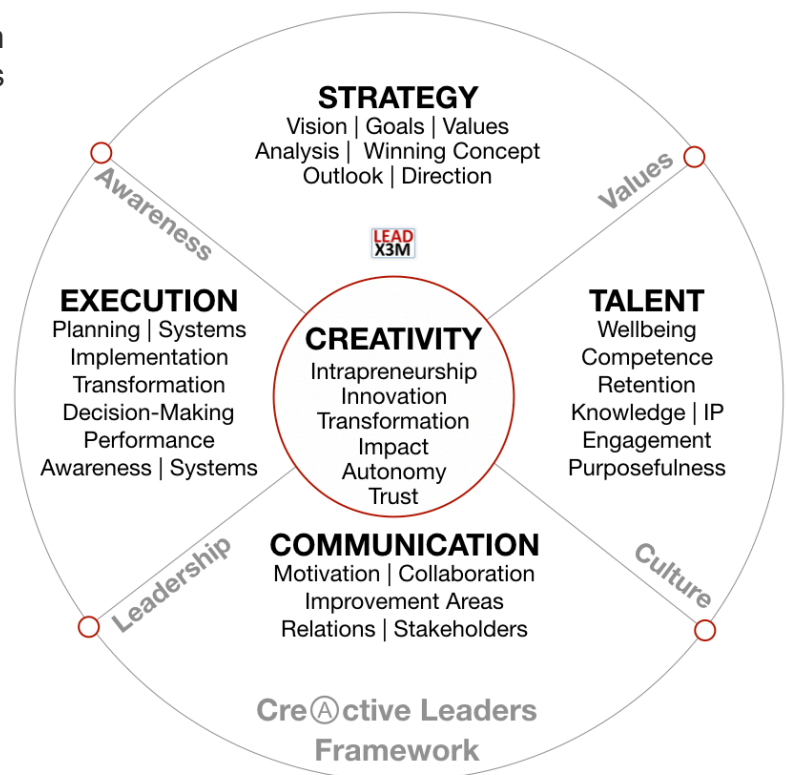 STRATEGY
Vision | Goals | Values
Analysis | Winning Concept
Outlook | Direction
Awareness
Values
LEAD
X3M
EXECUTION
Planning | Systems
Implementation
Transformation
Decision-Making
Performance
Awareness | Systems
CREATIVITY
Intrapreneurship
Innovation
Transformation
Impact
Autonomy
Trust
TALENT
Wellbeing
Competence
Retention
Knowledge | IP
Engagement
Purposefulness
Leadership
Culture
COMMUNICATION
Motivation | Collaboration
Improvement Areas
Relations | Stakeholders
CreⒶctive Leaders
Framework